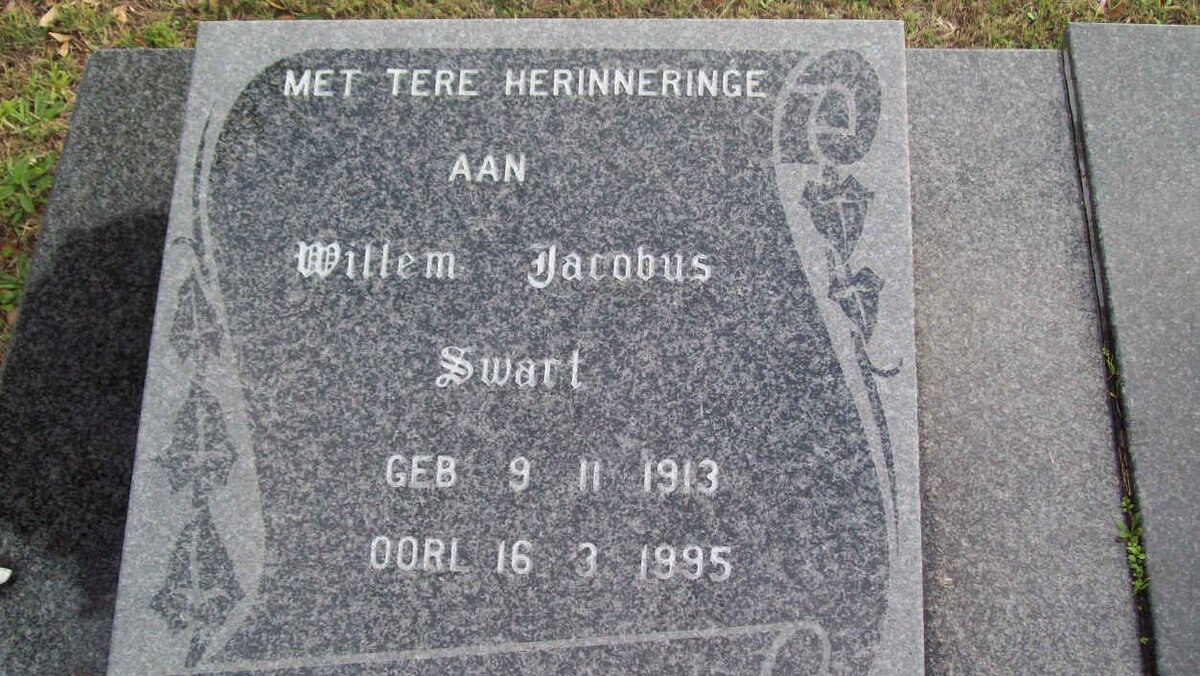 MET TERE HERINNERINGE
AAN
Willem Jacobus
Swart
GEB 9 11 1913
OORL 16 3 1995